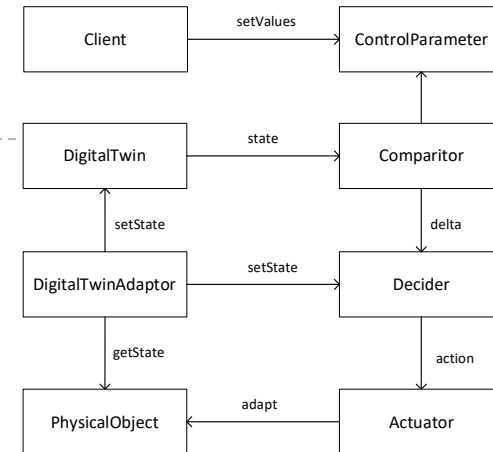 setValues
Client
ControlParameter
state
DigitalTwin
Comparitor
setState
delta
setState
DigitalTwinAdaptor
Decider
getState
action
adapt
PhysicalObject
Actuator